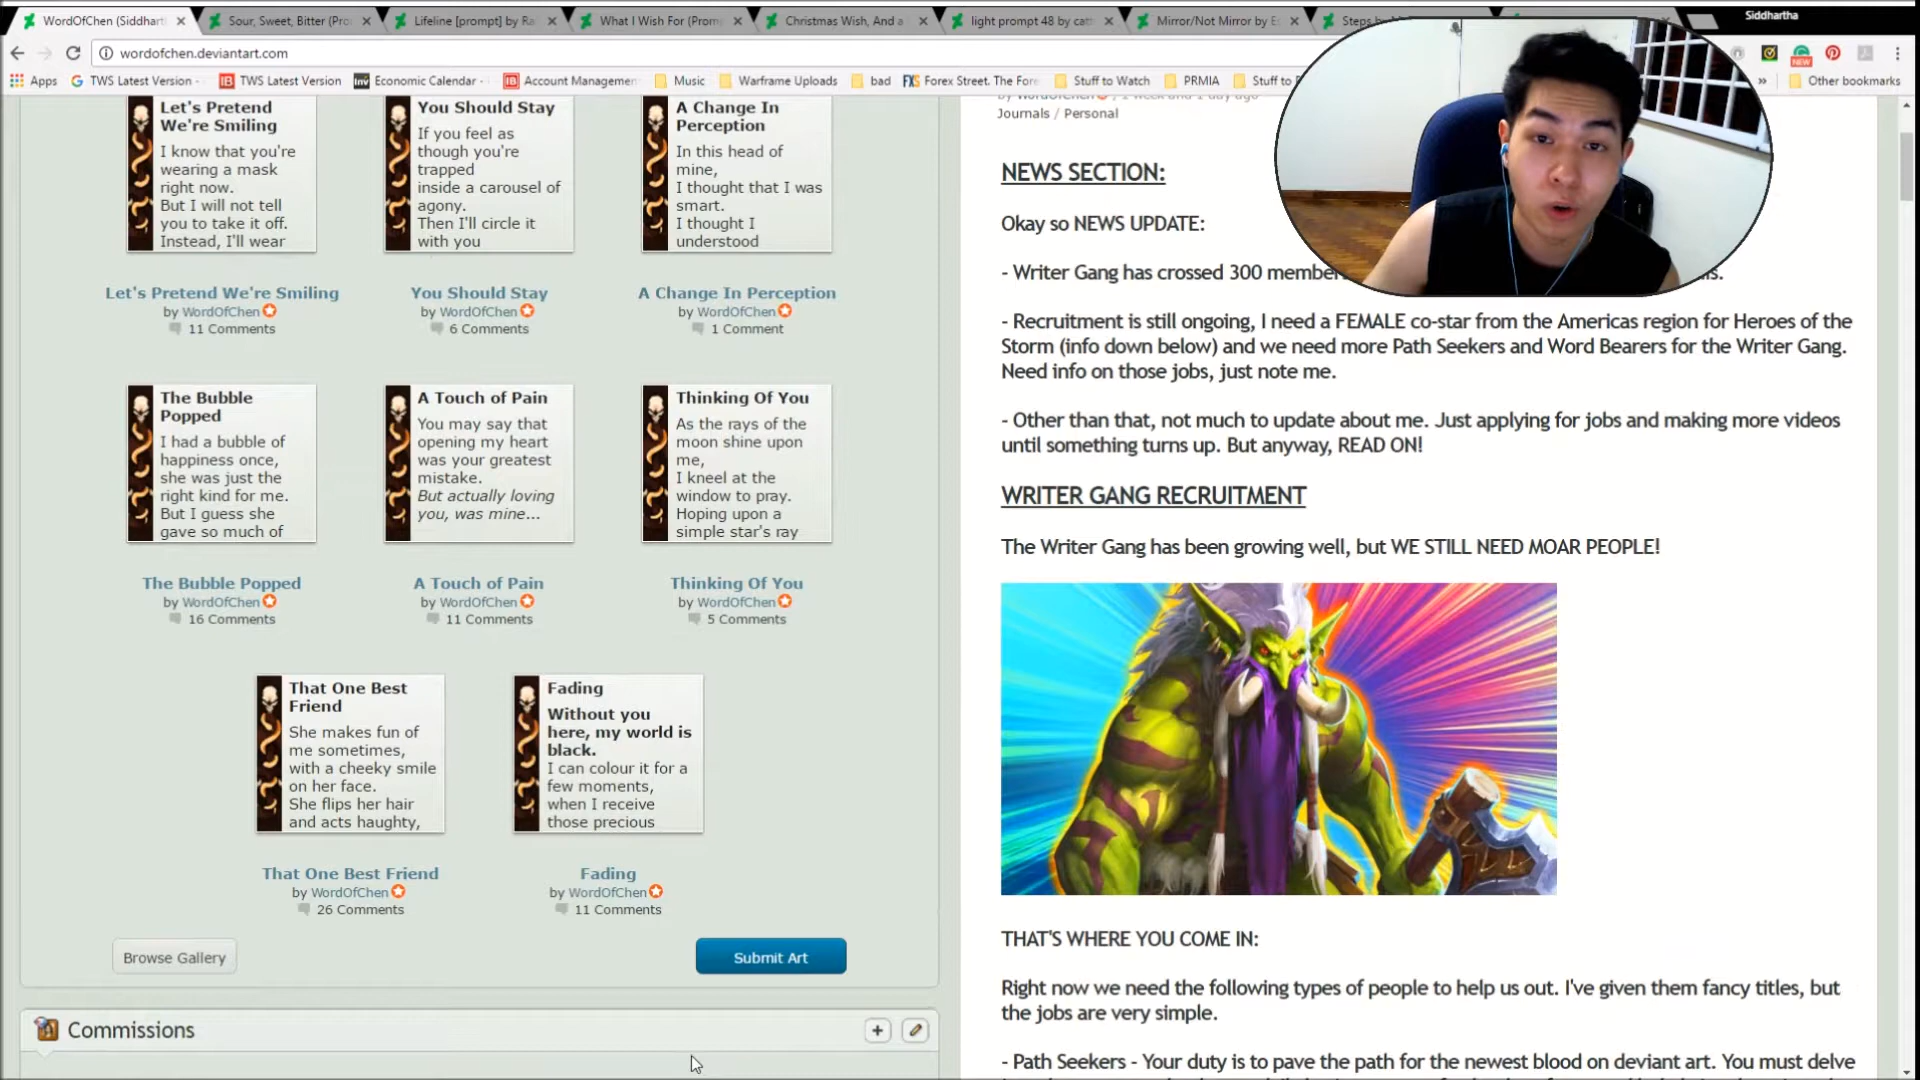 WordOfChen (Siddhart
Sour, Sweet, Bitter (Pro
Lifeline [prompt] by Ra
What I Wish For (Promp
Christmas Wish, And a
light prompt 48 by catt
Mirror/Not Mirror by E
Steps by
Siddhartha
wordofchen.deviantart.com
NEW
Apps
TWS Latest Version -
TWS Latest Version
Economic Calendar -
Account Managemen
Music
Warframe Uploads
bad
Forex Street. The Fore
Stuff to Watch
PRMIA
Stuff to
»
Other bookmarks
Let's Pretend
We're Smiling
I know that you're
wearing a mask
right now.
But I will not tell
you to take it off.
Instead, I'll wear
Let's Pretend We're Smiling
by WordOfChen
11 Comments
You Should Stay
If you feel as
though you're
trapped
inside a carousel of
agony.
Then I'll circle it
with you
You Should Stay
by WordOfChen
6 Comments
A Change In
Perception
In this head of
mine,
I thought that I was
smart.
I thought I
understood
A Change In Perception
by WordOfChen
1 Comment
The Bubble
Popped
I had a bubble of
happiness once,
she was just the
right kind for me.
But I guess she
gave so much of
The Bubble Popped
by WordOfChen
16 Comments
A Touch of Pain
You may say that
opening my heart
was your greatest
mistake.
But actually loving
you, was mine...
A Touch of Pain
by WordOfChen
11 Comments
Thinking Of You
As the rays of the
moon shine upon
me,
I kneel at the
window to pray.
Hoping upon a
simple star's ray
Thinking Of You
by WordOfChen
5 Comments
That One Best
Friend
She makes fun of
me sometimes,
with a cheeky smile
on her face.
She flips her hair
and acts haughty,
That One Best Friend
by WordOfChen
26 Comments
Fading
Without you
here, my world is
black.
I can colour it for a
few moments,
when I receive
those precious
Fading
by WordOfChen
11 Comments
Browse Gallery
Submit Art
Commissions
by WordOfChen / 1 week and 1 day ago
Journals / Personal
NEWS SECTION:
Okay so NEWS UPDATE:
- Writer Gang has crossed 300 member
- Recruitment is still ongoing, I need a FEMALE co-star from the Americas region for Heroes of the
Storm (info down below) and we need more Path Seekers and Word Bearers for the Writer Gang.
Need info on those jobs, just note me.
- Other than that, not much to update about me. Just applying for jobs and making more videos
until something turns up. But anyway, READ ON!
WRITER GANG RECRUITMENT
The Writer Gang has been growing well, but WE STILL NEED MOAR PEOPLE!
THAT'S WHERE YOU COME IN:
Right now we need the following types of people to help us out. I've given them fancy titles, but
the jobs are very simple.
- Path Seekers - Your duty is to pave the path for the newest blood on deviant art. You must delve